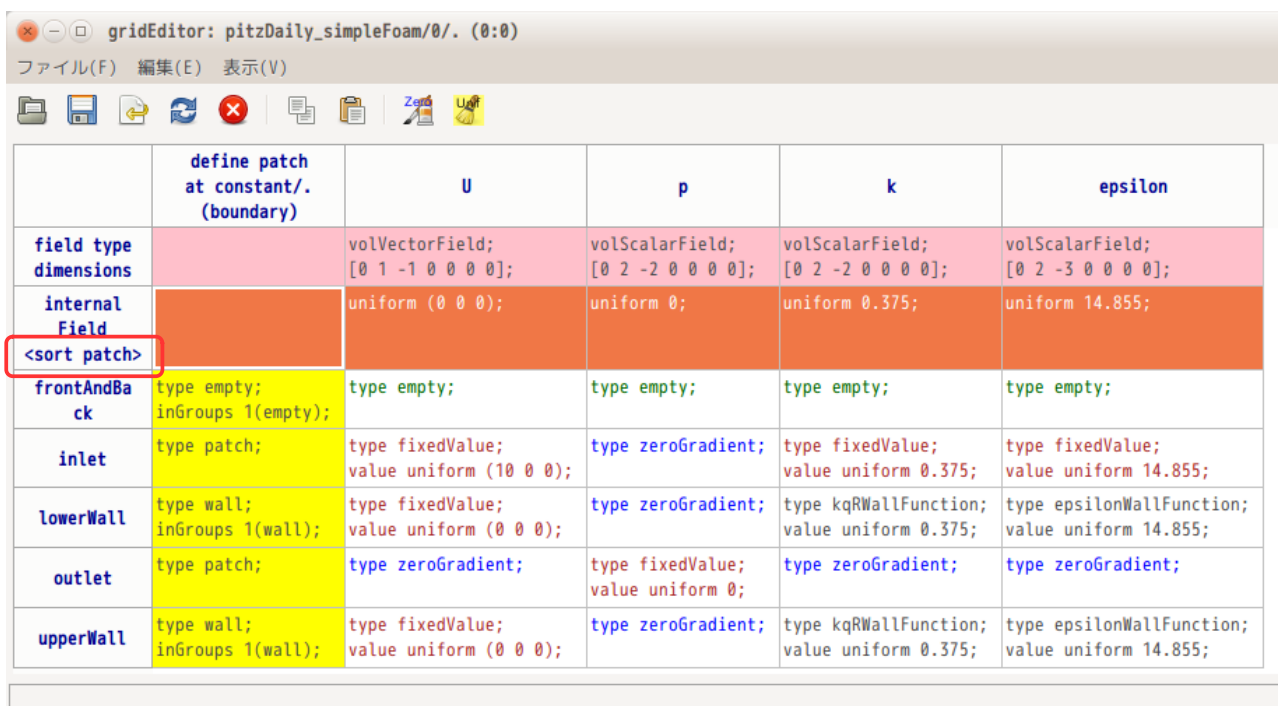 gridEditor: pitzDaily_simpleFoam/0/. (0:0)
ファイル(F) 編集(E) 表示(V)
Zero Unif
define patch
at constant/.
(boundary)
U
p
k
epsilon
field type
dimensions
volVectorField;
[0 1 -1 0 0 0 0];
volScalarField;
[0 2 -2 0 0 0 0];
volScalarField;
[0 2 -2 0 0 0 0];
volScalarField;
[0 2 -3 0 0 0 0];
internal
Field
<sort patch>
uniform (0 0 0);
uniform 0;
uniform 0.375;
uniform 14.855;
frontAndBa
ck
type empty;
inGroups 1(empty);
type empty;
type empty;
type empty;
type empty;
inlet
type patch;
type fixedValue;
value uniform (10 0 0);
type zeroGradient;
type fixedValue;
value uniform 0.375;
type fixedValue;
value uniform 14.855;
lowerWall
type wall;
inGroups 1(wall);
type fixedValue;
value uniform (0 0 0);
type zeroGradient;
type kqRWallFunction;
value uniform 0.375;
type epsilonWallFunction;
value uniform 14.855;
outlet
type patch;
type zeroGradient;
type fixedValue;
value uniform 0;
type zeroGradient;
type zeroGradient;
upperWall
type wall;
inGroups 1(wall);
type fixedValue;
value uniform (0 0 0);
type zeroGradient;
type kqRWallFunction;
value uniform 0.375;
type epsilonWallFunction;
value uniform 14.855;